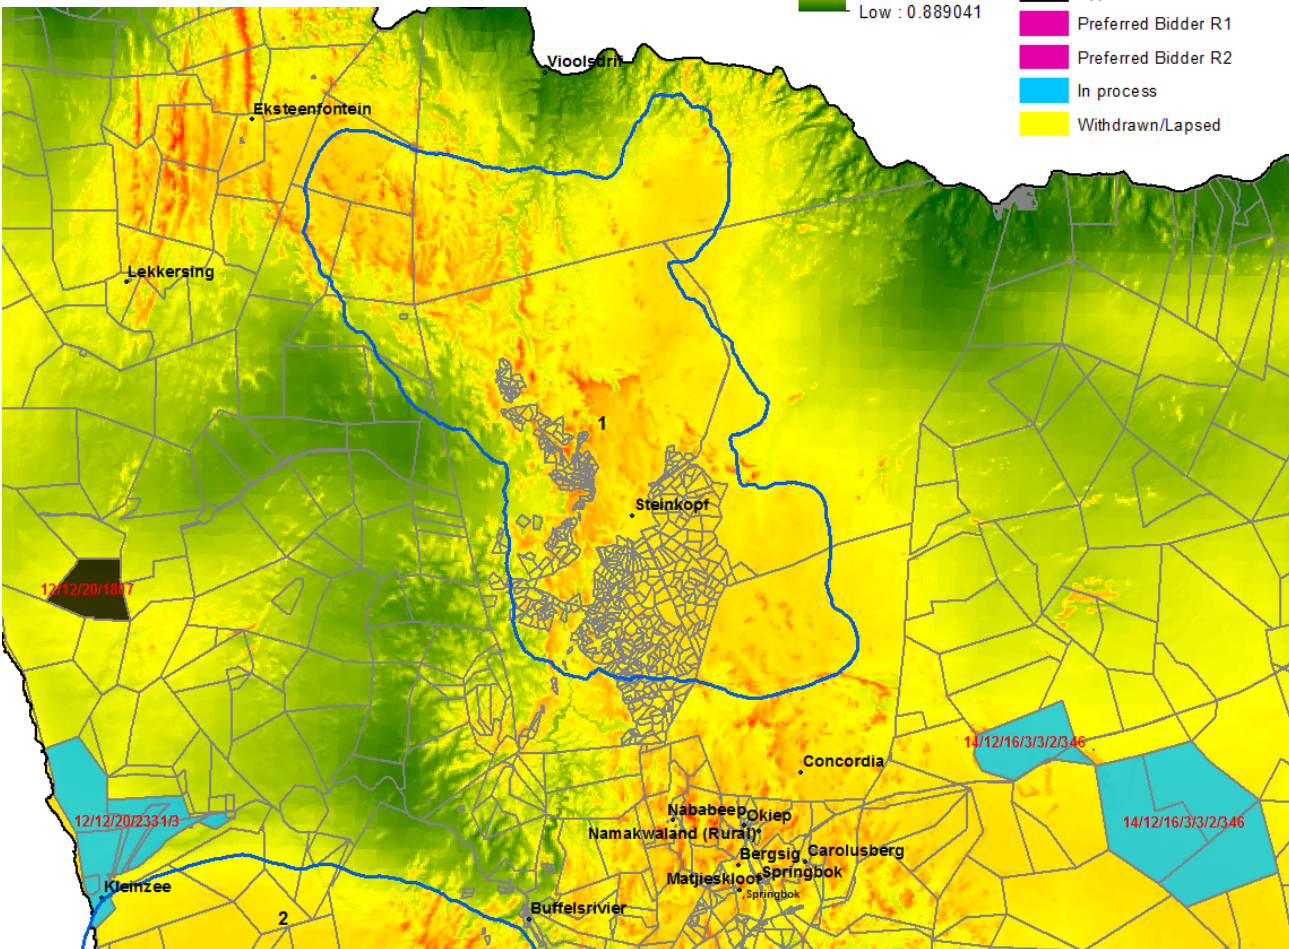 Low : 0.889041
Preferred Bidder R1
Preferred Bidder R2
In process
Withdrawn/Lapsed
Vioolsdrif
Eksteenfontein
Lekkersing
1
Steinkopf
12/12/20/1807
14/12/16/3/3/2/346
Concordia
12/12/20/2331/3
Nababeep
Okiep
14/12/16/3/3/2/346
Namakwaland (Rural)
Bergsig
Carolusberg
Matjieskloof
Springbok
Springbok
Kleinzee
Buffelsrivier
2